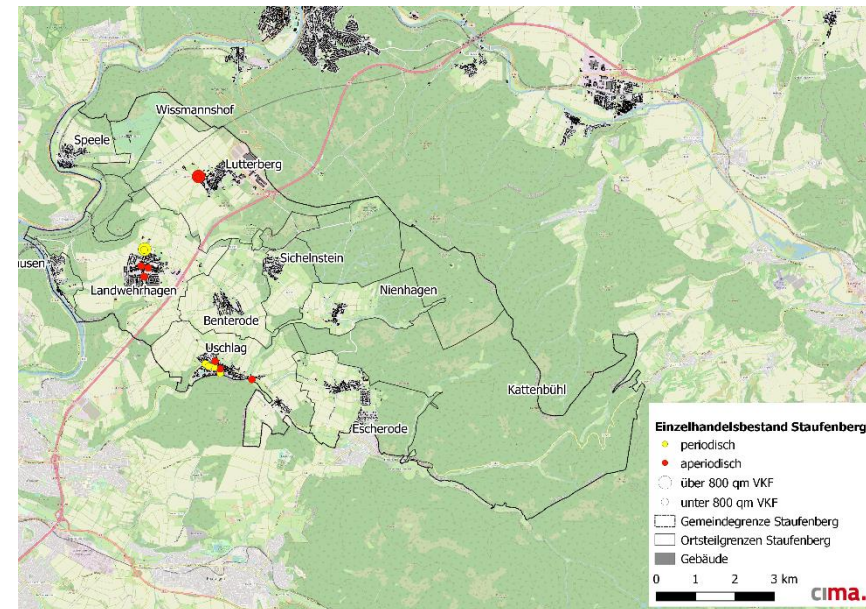 Wissmannshof
Speele
Lutterberg
Sichelnstein
Landwehrhagen
Nienhagen
Benterode
Uschlag
Kattenbühl
Escherode
Einzelhandelsbestand Staufenberg
periodisch
aperiodisch
über 800 qm VKF
unter 800 qm VKF
Gemeindegrenze Staufenberg
Ortsteilgrenzen Staufenberg
Gebäude
0 1 2 3 km
cima.